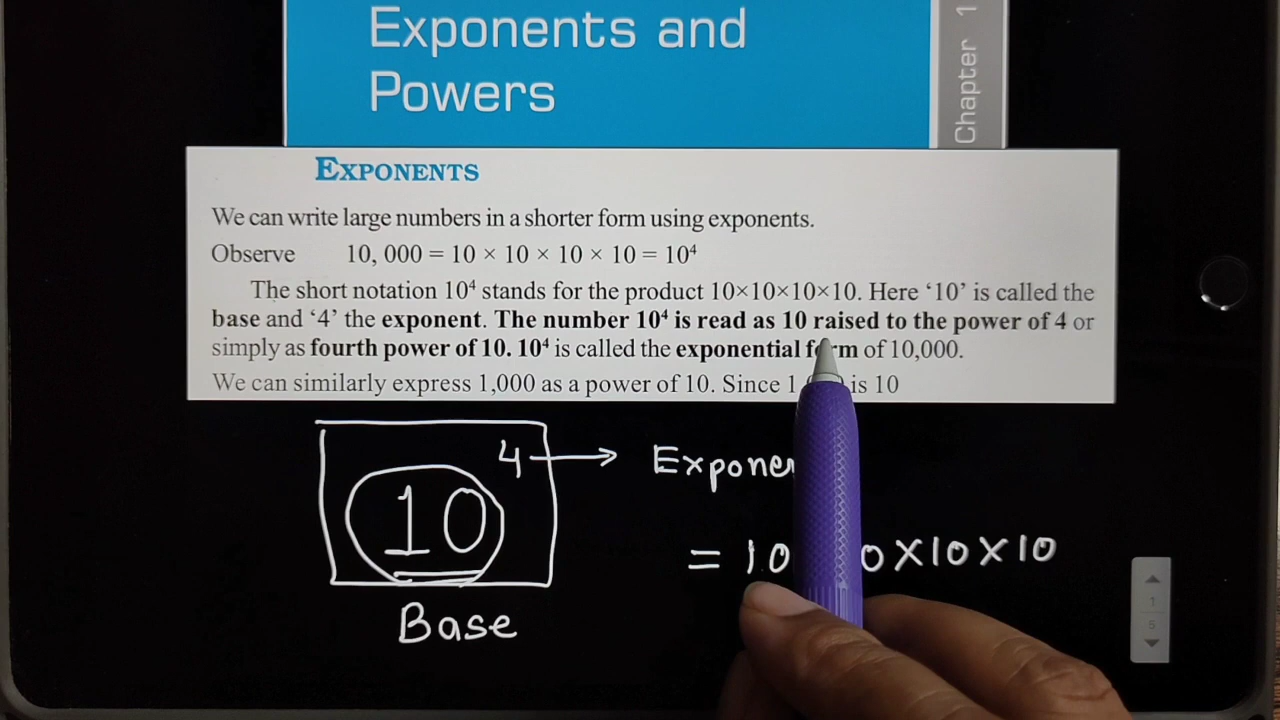 Exponents and
Powers
Chapter 1
EXPONENTS
We can write large numbers in a shorter form using exponents.
Observe 10, 000 = 10 × 10 × 10 × 10 = 10⁴
The short notation 10⁴ stands for the product 10×10×10×10. Here ‘10’ is called the
base and ‘4’ the exponent. The number 10⁴ is read as 10 raised to the power of 4 or
simply as fourth power of 10. 10⁴ is called the exponential form of 10,000.
We can similarly express 1,000 as a power of 10. Since 1 is 10
4
10
= 10 0 X 10 X 10
Base
1
5